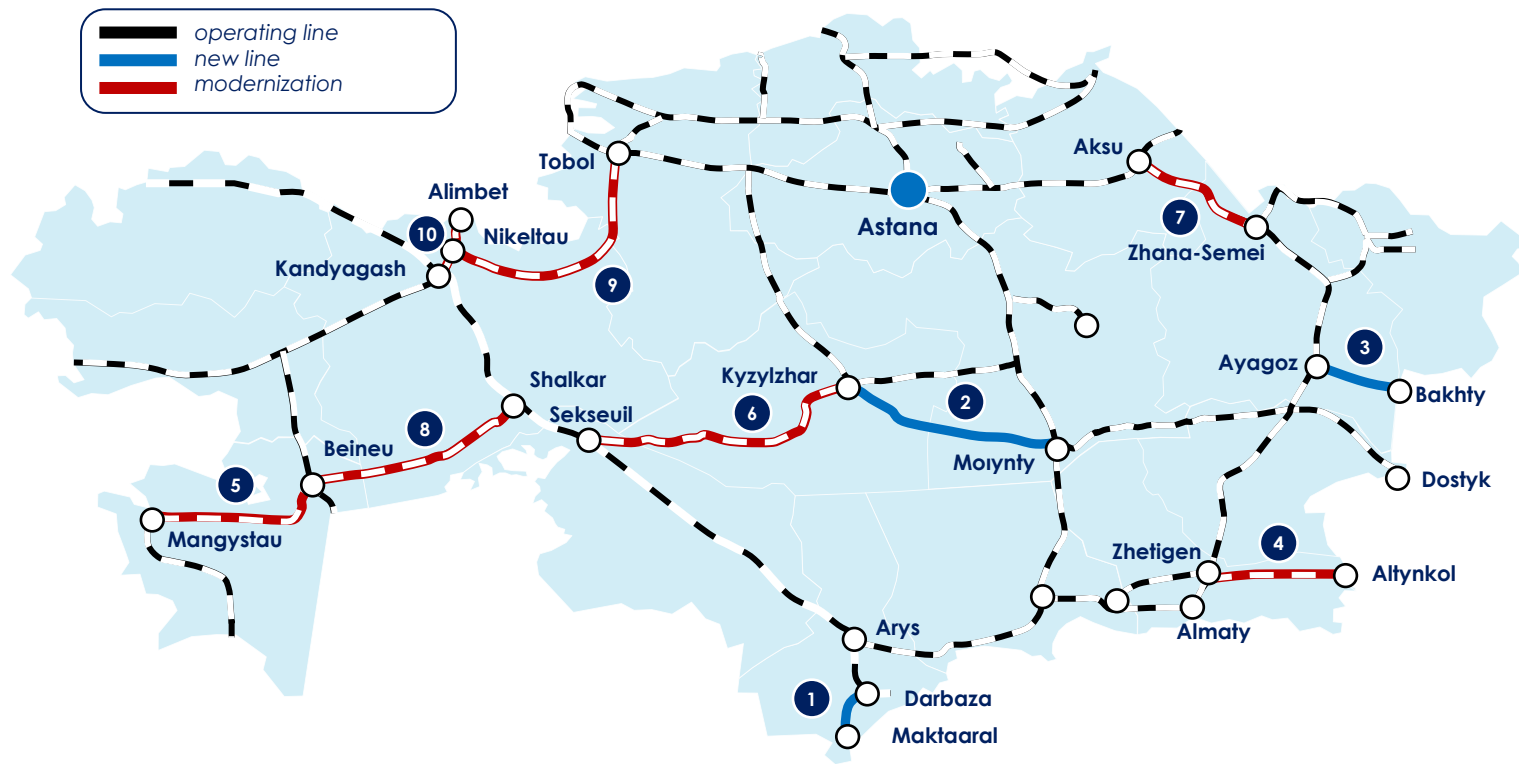 operating line
new line
modernization
Tobol
Aksu
Alimbet
10
Nikeltau
Kandyagash
9
Astana
7
Zhana-Semei
Shalkar
Sekseuil
Kyzylzhar
6
2
Ayagoz
3
Bakhty
8
Beineu
5
Mangystau
Moıynty
Dostyk
Zhetigen
4
Altynkol
Almaty
Arys
1
Darbaza
Maktaaral